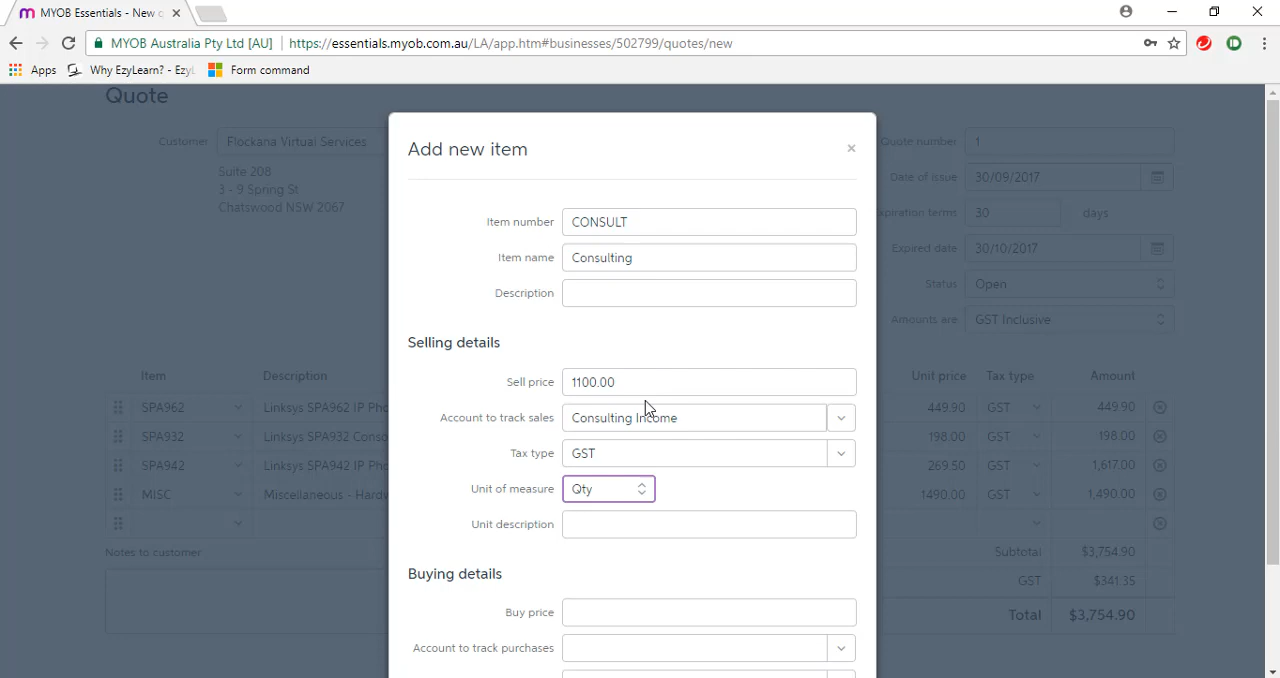 MYOB Essentials - New q
MYOB Australia Pty Ltd [AU] https://essentials.myob.com.au/LA/app.htm#businesses/502799/quotes/new
Apps Why EzyLearn? - Ezyl Form command
Quote
Customer Flockana Virtual Services
Suite 208
3 - 9 Spring St
Chatswood NSW 2067
Quote number 1
Date of issue 30/09/2017
xpiration terms 30 days
Expired date 30/10/2017
Status Open
Amounts are GST Inclusive
Add new item ×
Item number CONSULT
Item name Consulting
Description
Selling details
Sell price 1100.00
Account to track sales Consulting Income
Tax type GST
Unit of measure Qty
Unit description
Buying details
Buy price
Account to track purchases
Item Description Unit price Tax type Amount
SPA962 Linksys SPA962 IP Pho 449.90 GST 449.90
SPA932 Linksys SPA932 Conso 198.00 GST 198.00
SPA942 Linksys SPA942 IP Pho 269.50 GST 1,617.00
MISC Miscellaneous - Hardw 1490.00 GST 1,490.00
Notes to customer
Subtotal $3,754.90
GST $341.35
Total $3,754.90